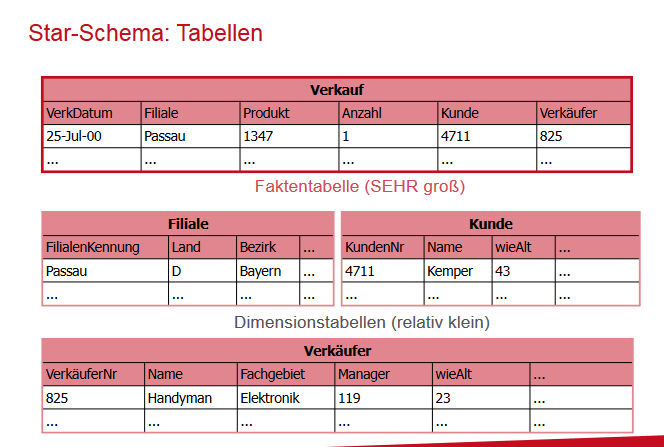 Star-Schema: Tabellen
Verkauf
VerkDatum Filiale Produkt Anzahl Kunde Verkäufer
25-Jul-00 Passau 1347 1 4711 825
... ... ... ... ... ...
Faktentabelle (SEHR groß)
Filiale
FilialenKennung Land Bezirk ...
Passau D Bayern ...
... ... ... ...
Kunde
KundenNr Name wieAlt ...
4711 Kemper 43 ...
... ... ... ...
Dimensionstabellen (relativ klein)
Verkäufer
VerkäuferNr Name Fachgebiet Manager wieAlt ...
825 Handyman Elektronik 119 23 ...
... ... ... ... ... ...